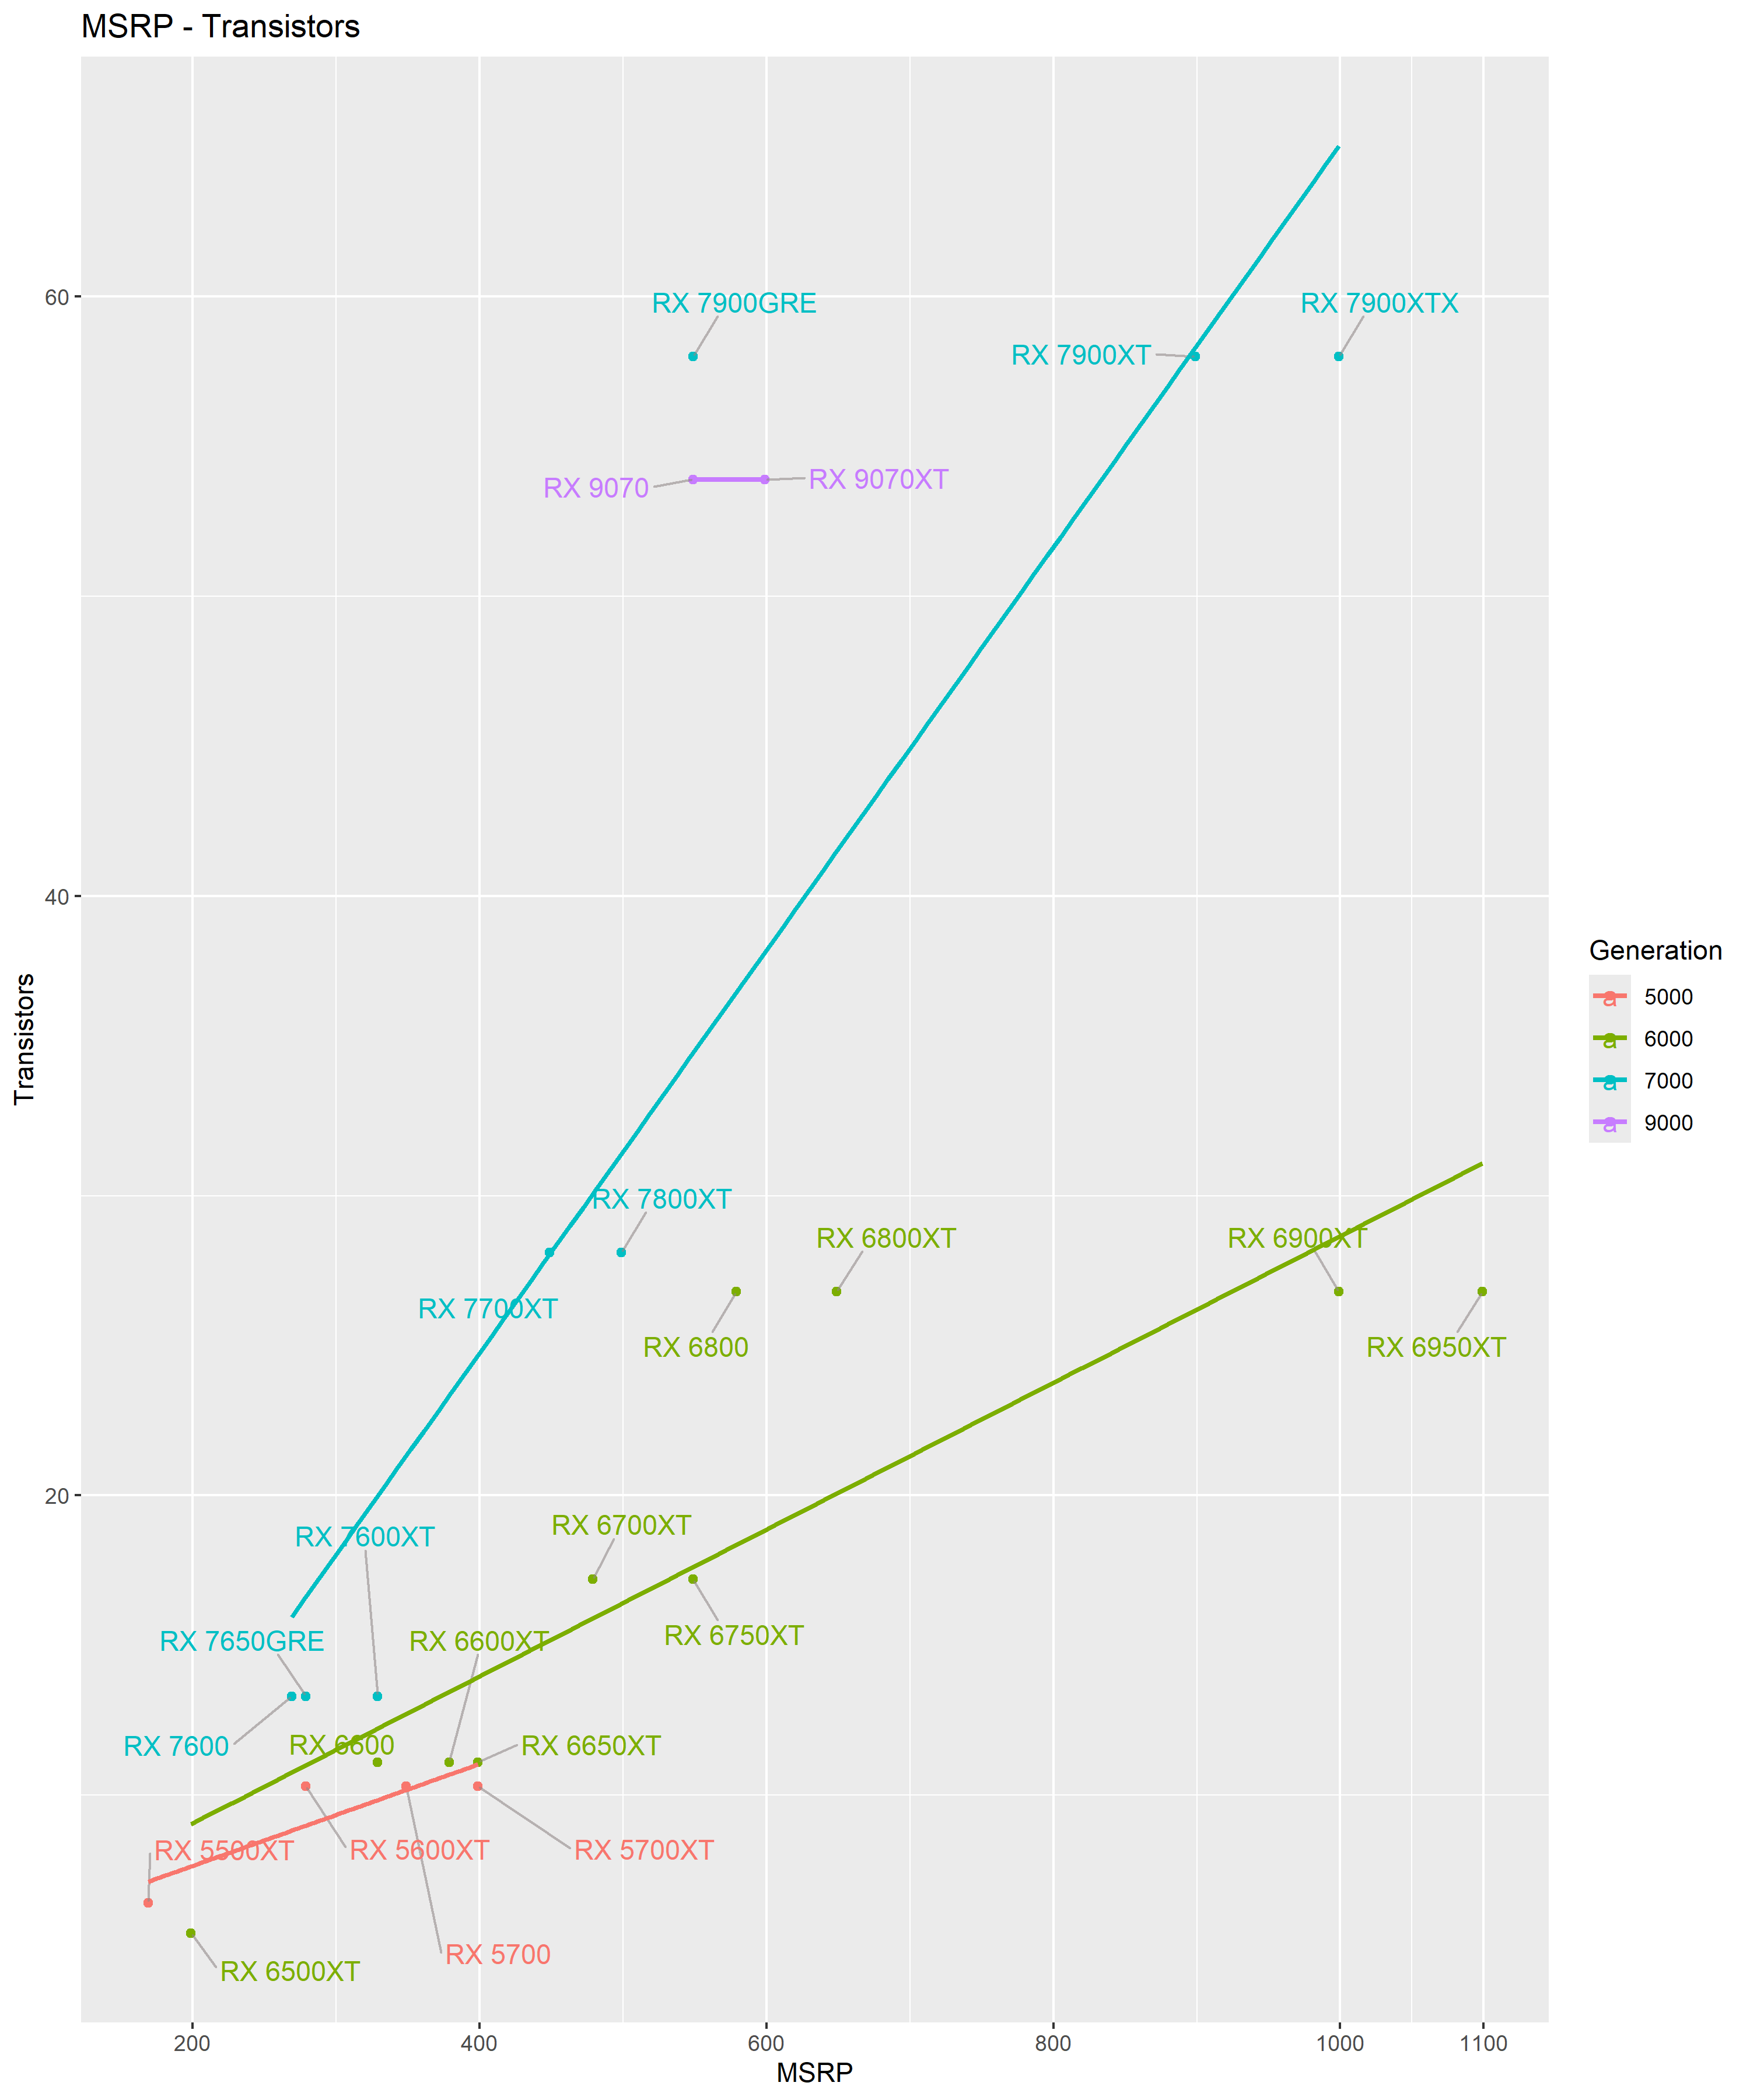 MSRP - Transistors
60
40
20
Transistors
RX 7900GRE
RX 7900XTX
RX 7900XT
RX 9070
RX 9070XT
RX 7800XT
RX 6800XT
RX 6900XT
RX 7700XT
RX 6800
RX 6950XT
RX 6700XT
RX 7600XT
RX 6750XT
RX 7650GRE
RX 6600XT
RX 7600
RX 6600
RX 6650XT
RX 5500XT
RX 5600XT
RX 5700XT
RX 5700
RX 6500XT
200
400
600
800
1000
1100
MSRP
Generation
a 5000
a 6000
a 7000
a 9000